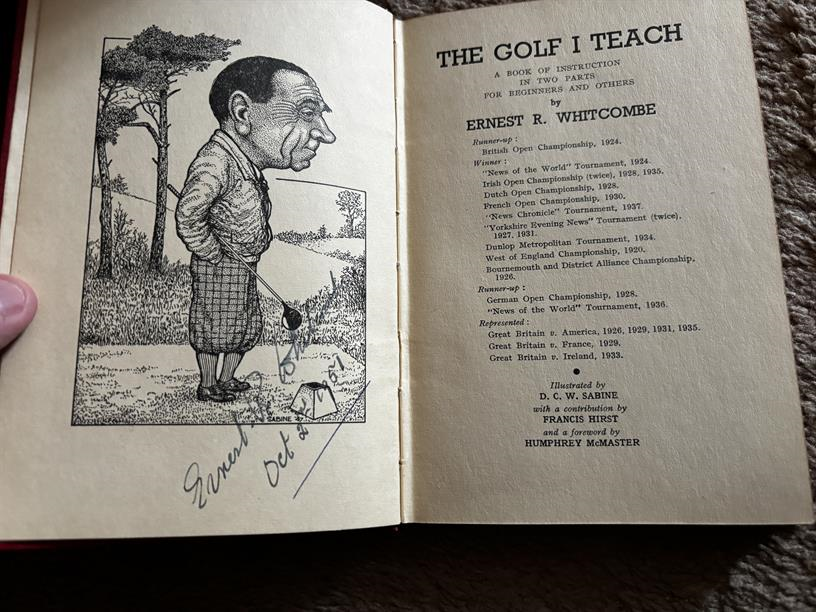 SABINE '47
Ernest
Oct
THE GOLF I TEACH
A BOOK OF INSTRUCTION
IN TWO PARTS
FOR BEGINNERS AND OTHERS
by
ERNEST R. WHITCOMBE
Runner-up :
British Open Championship, 1924.
Winner :
"News of the World" Tournament, 1924.
Irish Open Championship (twice), 1928, 1935.
Dutch Open Championship, 1928.
French Open Championship, 1930.
"News Chronicle" Tournament, 1937.
"Yorkshire Evening News" Tournament (twice),
1927, 1931.
Dunlop Metropolitan Tournament, 1934.
West of England Championship, 1920.
Bournemouth and District Alliance Championship,
1926.
Runner-up :
German Open Championship, 1928.
"News of the World" Tournament, 1936.
Represented :
Great Britain v. America, 1926, 1929, 1931, 1935.
Great Britain v. France, 1929.
Great Britain v. Ireland, 1933.
Illustrated by
D. C. W. SABINE
with a contribution by
FRANCIS HIRST
and a foreword by
HUMPHREY McMASTER